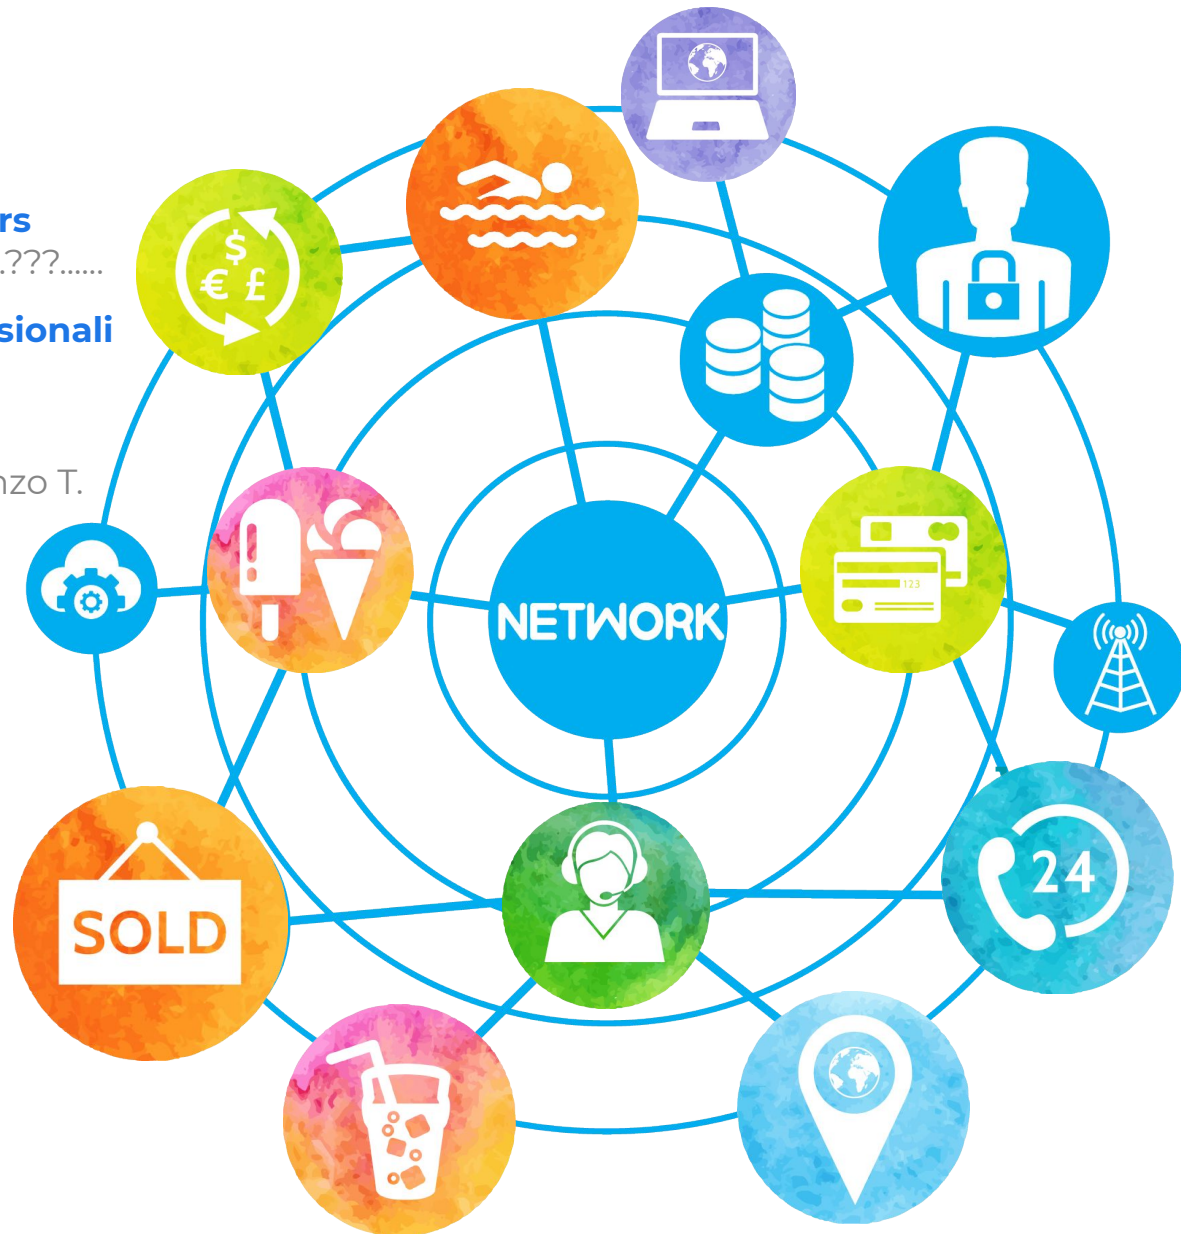 rs
.???......
sionali
nzo T.
$
€ £
123
NETWORK
24
SOLD